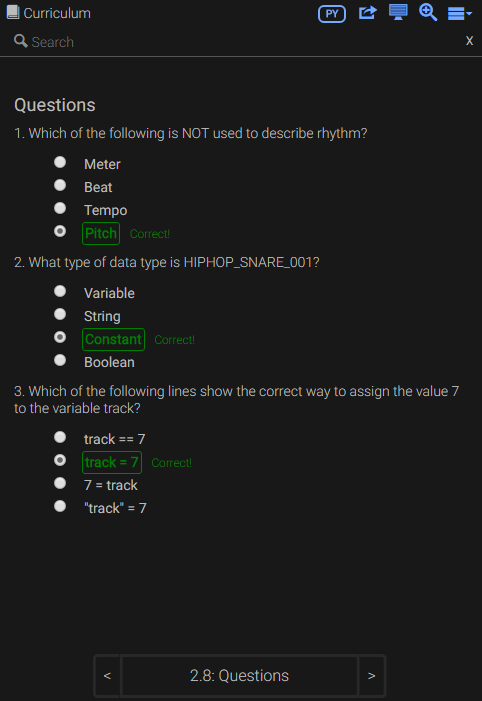 Curriculum
PY
Search
X
Questions
1. Which of the following is NOT used to describe rhythm?
Meter
Beat
Tempo
Pitch Correct!
2. What type of data type is HIPHOP_SNARE_001?
Variable
String
Constant Correct!
Boolean
3. Which of the following lines show the correct way to assign the value 7
to the variable track?
track == 7
track = 7 Correct!
7 = track
"track" = 7
< 2.8: Questions >